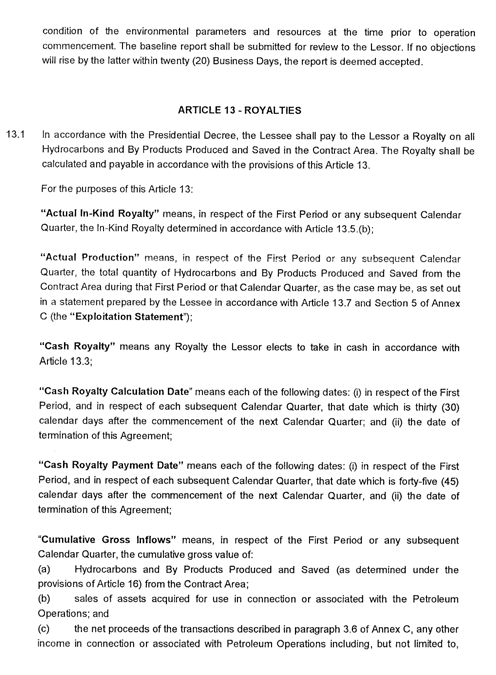 condition of the environmental parameters and resources at the time prior to operation
commencement. The baseline report shall be submitted for review to the Lessor. If no objections
will rise by the latter within twenty (20) Business Days, the report is deemed accepted.
ARTICLE 13 - ROYALTIES
13.1 In accordance with the Presidential Decree, the Lessee shall pay to the Lessor a Royalty on all
Hydrocarbons and By Products Produced and Saved in the Contract Area. The Royalty shall be
calculated and payable in accordance with the provisions of this Article 13.
For the purposes of this Article 13:
"Actual In-Kind Royalty" means, in respect of the First Period or any subsequent Calendar
Quarter, the In-Kind Royalty determined in accordance with Article 13.5.(b);
"Actual Production" means, in respect of the First Period or any subsequent Calendar
Quarter, the total quantity of Hydrocarbons and By Products Produced and Saved from the
Contract Area during that First Period or that Calendar Quarter, as the case may be, as set out
in a statement prepared by the Lessee in accordance with Article 13.7 and Section 5 of Annex
C (the "Exploitation Statement");
"Cash Royalty" means any Royalty the Lessor elects to take in cash in accordance with
Article 13.3;
"Cash Royalty Calculation Date" means each of the following dates: (i) in respect of the First
Period, and in respect of each subsequent Calendar Quarter, that date which is thirty (30)
calendar days after the commencement of the next Calendar Quarter; and (ii) the date of
termination of this Agreement;
"Cash Royalty Payment Date" means each of the following dates: (i) in respect of the First
Period, and in respect of each subsequent Calendar Quarter, that date which is forty-five (45)
calendar days after the commencement of the next Calendar Quarter, and (ii) the date of
termination of this Agreement;
"Cumulative Gross Inflows" means, in respect of the First Period or any subsequent
Calendar Quarter, the cumulative gross value of:
(a) Hydrocarbons and By Products Produced and Saved (as determined under the
provisions of Article 16) from the Contract Area;
(b) sales of assets acquired for use in connection or associated with the Petroleum
Operations; and
(c) the net proceeds of the transactions described in paragraph 3.6 of Annex C, any other
income in connection or associated with Petroleum Operations including, but not limited to,